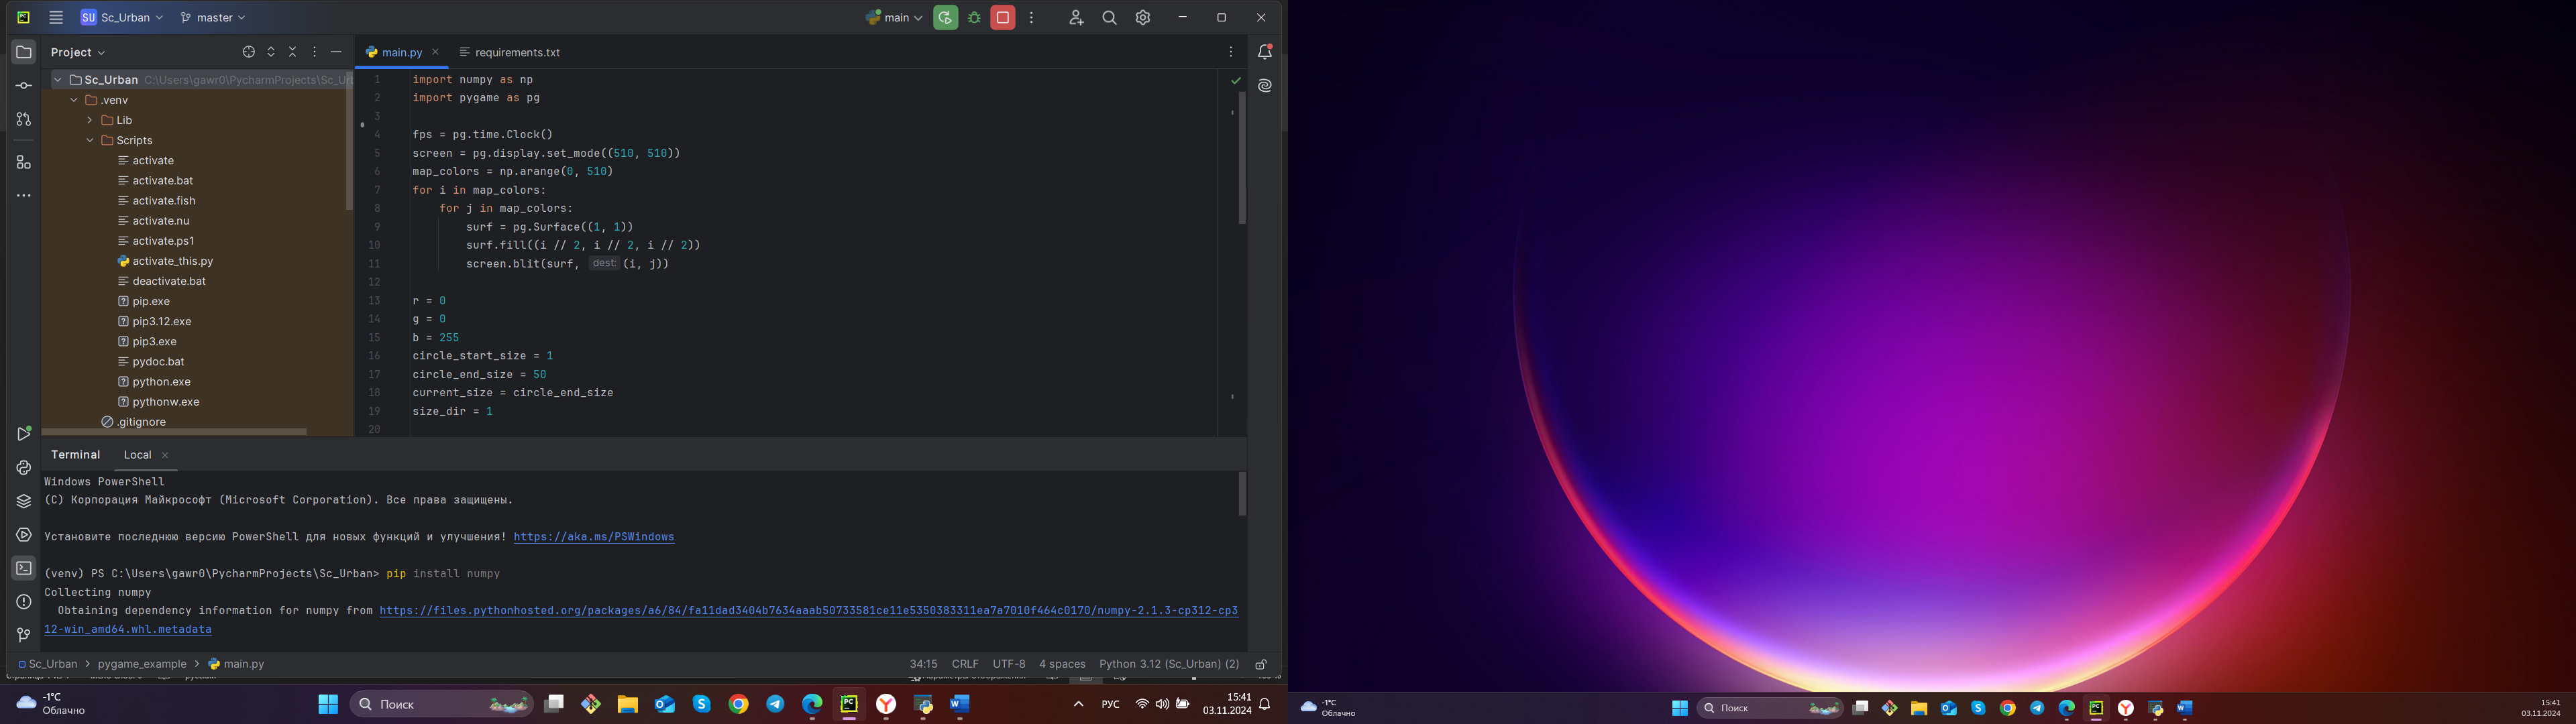 SU Sc_Urban master main
Project
main.py requirements.txt
Sc_Urban C:\Users\gawr0\PycharmProjects\Sc_Ur
.venv
Lib
Scripts
activate
activate.bat
activate.fish
activate.nu
activate.ps1
activate_this.py
deactivate.bat
pip.exe
pip3.12.exe
pip3.exe
pydoc.bat
python.exe
pythonw.exe
.gitignore
1 import numpy as np
2 import pygame as pg
3
4 fps = pg.time.Clock()
5 screen = pg.display.set_mode((510, 510))
6 map_colors = np.arange(0, 510)
7 for i in map_colors:
8 for j in map_colors:
9 surf = pg.Surface((1, 1))
10 surf.fill((i // 2, i // 2, i // 2))
11 screen.blit(surf, dest: (i, j))
12
13 r = 0
14 g = 0
15 b = 255
16 circle_start_size = 1
17 circle_end_size = 50
18 current_size = circle_end_size
19 size_dir = 1
20
Terminal Local
Windows PowerShell
(C) Корпорация Майкрософт (Microsoft Corporation). Все права защищены.
Установите последнюю версию PowerShell для новых функций и улучшения! https://aka.ms/PSWindows
(venv) PS C:\Users\gawr0\PycharmProjects\Sc_Urban> pip install numpy
Collecting numpy
Obtaining dependency information for numpy from https://files.pythonhosted.org/packages/a6/84/fa11dad3404b7634aaab50733581ce11e5350383311ea7a7010f464c0170/numpy-2.1.3-cp312-cp3
12-win_amd64.whl.metadata
Sc_Urban > pygame_example > main.py 34:15 CRLF UTF-8 4 spaces Python 3.12 (Sc_Urban) (2)
-1°C
Облачно
Поиск
РУС
15:41
03.11.2024
-1°C
Облачно
Поиск
15:41
03.11.2024